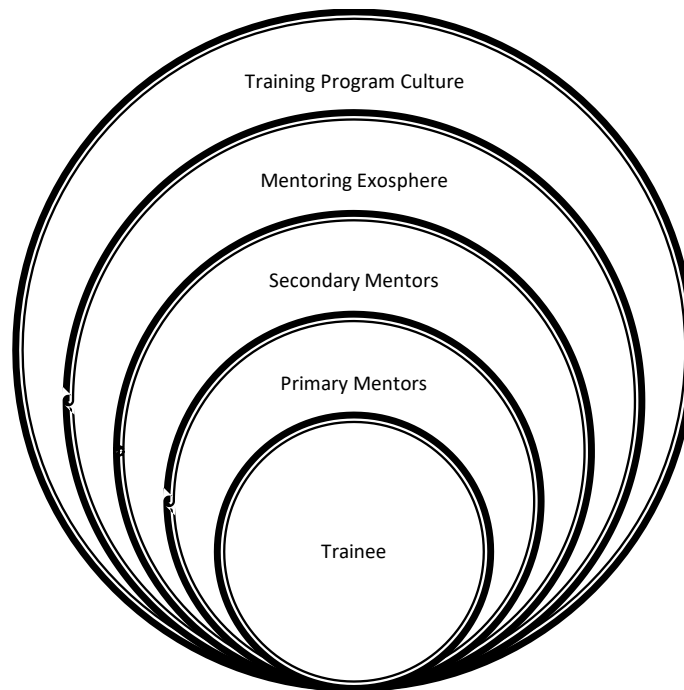 Training Program Culture
Mentoring Exosphere
Secondary Mentors
Primary Mentors
Trainee